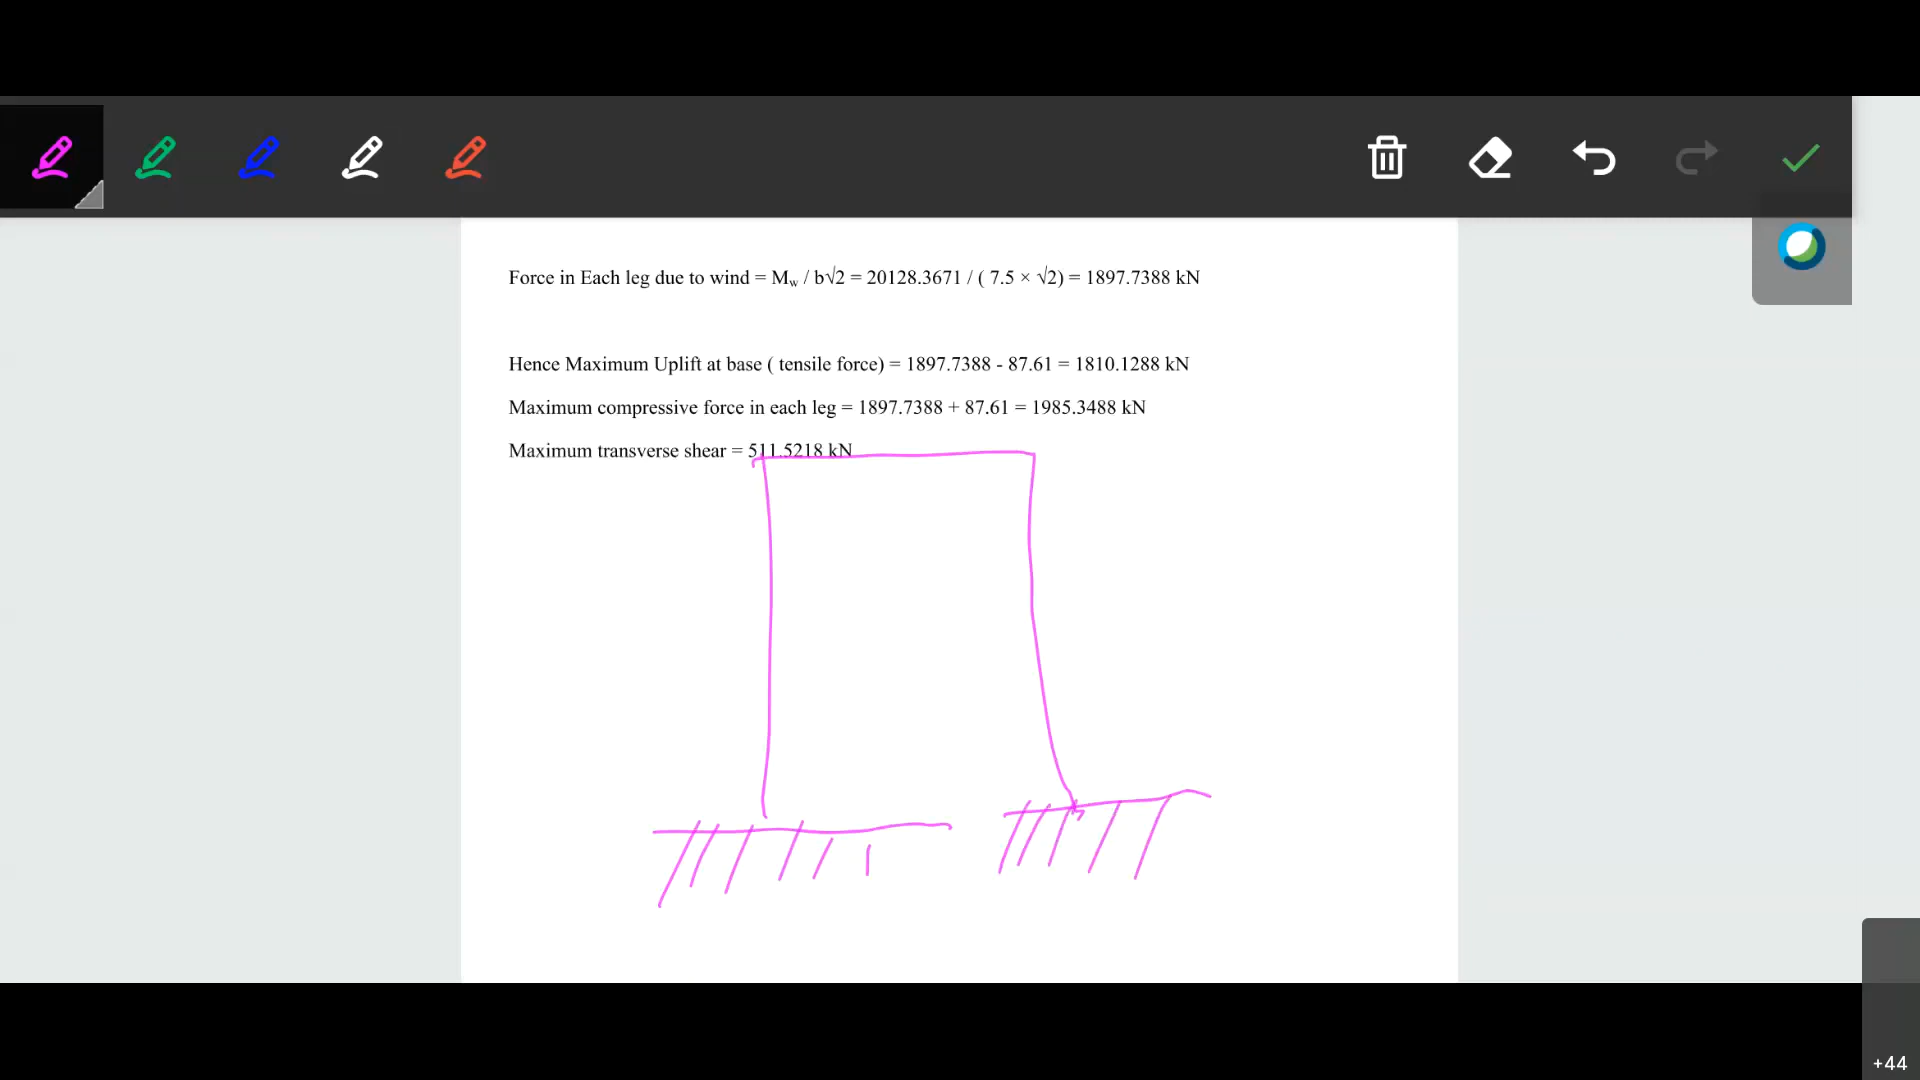 Force in Each leg due to wind = Mw / b√2 = 20128.3671 / ( 7.5 × √2) = 1897.7388 kN
Hence Maximum Uplift at base ( tensile force) = 1897.7388 - 87.61 = 1810.1288 kN
Maximum compressive force in each leg = 1897.7388 + 87.61 = 1985.3488 kN
Maximum transverse shear = 511.5218 kN
+44